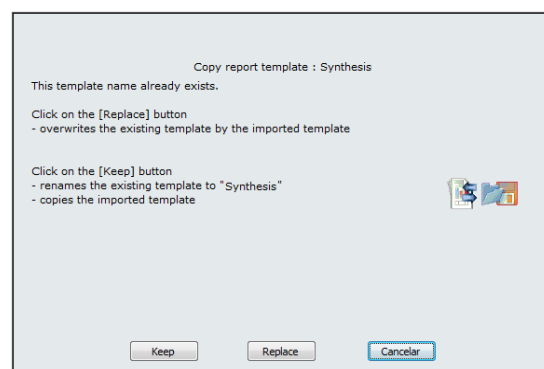 Copy report template : Synthesis
This template name already exists.
Click on the [Replace] button
- overwrites the existing template by the imported template
Click on the [Keep] button
- renames the existing template to "Synthesis"
- copies the imported template
Keep Replace Cancelar